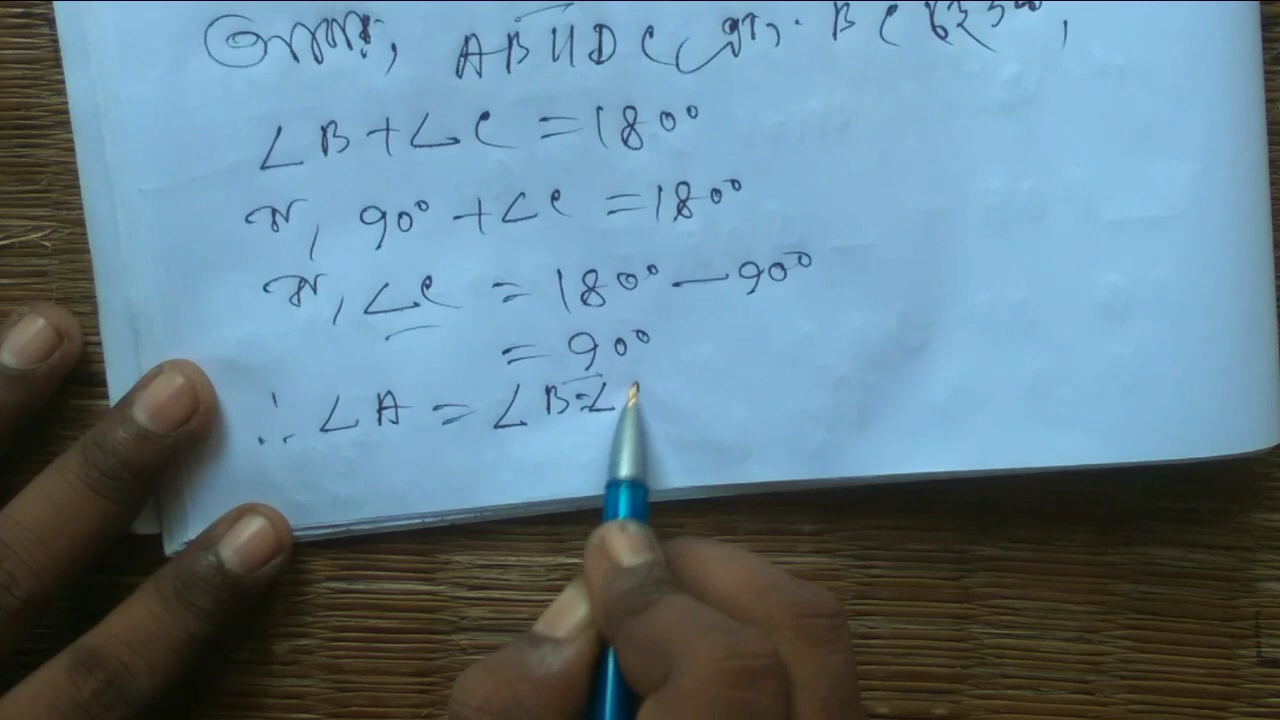 আবার, AB || DC এবং BC ছেদক,
∠B + ∠C = 180°
বা, 90° + ∠C = 180°
বা, ∠C = 180° — 90°
= 90°
∴ ∠A = ∠B = ∠